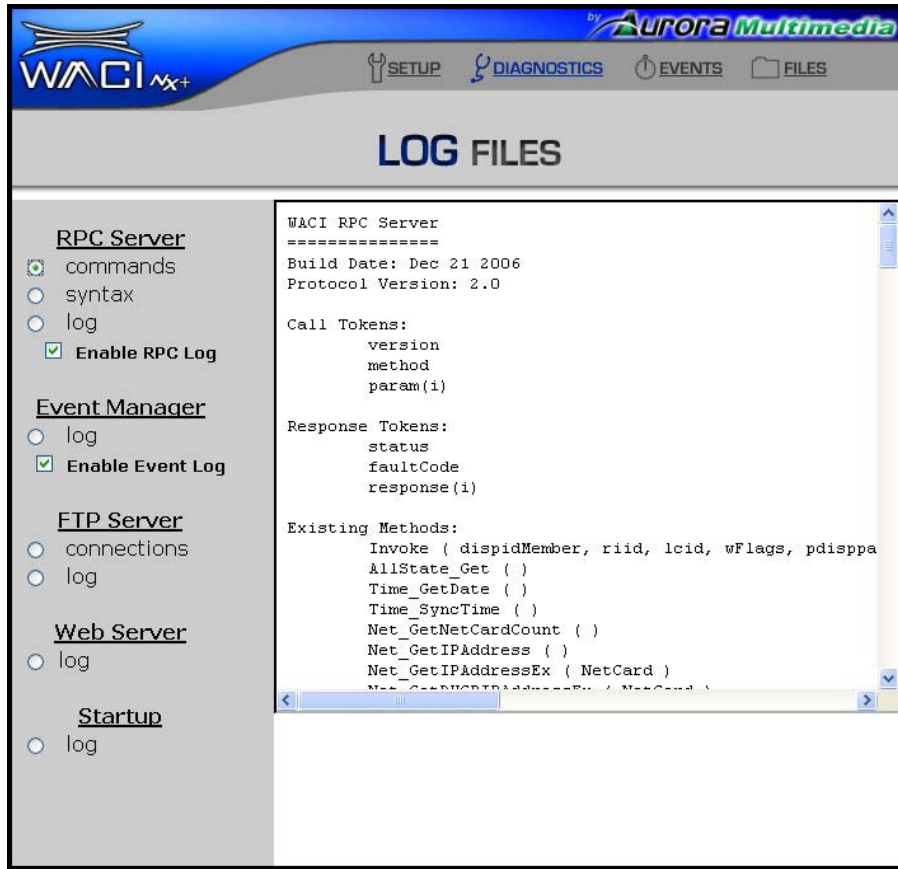 by Aurora Multimedia
WACI NX+
SETUP DIAGNOSTICS EVENTS FILES
LOG FILES
RPC Server
commands
syntax
log
Enable RPC Log
Event Manager
log
Enable Event Log
FTP Server
connections
log
Web Server
log
Startup
log
WACI RPC Server
===============
Build Date: Dec 21 2006
Protocol Version: 2.0
Call Tokens:
version
method
param(i)
Response Tokens:
status
faultCode
response(i)
Existing Methods:
Invoke ( dispidMember, riid, lcid, wFlags, pdisppa
AllState_Get ( )
Time_GetDate ( )
Time_SyncTime ( )
Net_GetNetCardCount ( )
Net_GetIPAddress ( )
Net_GetIPAddressEx ( NetCard )